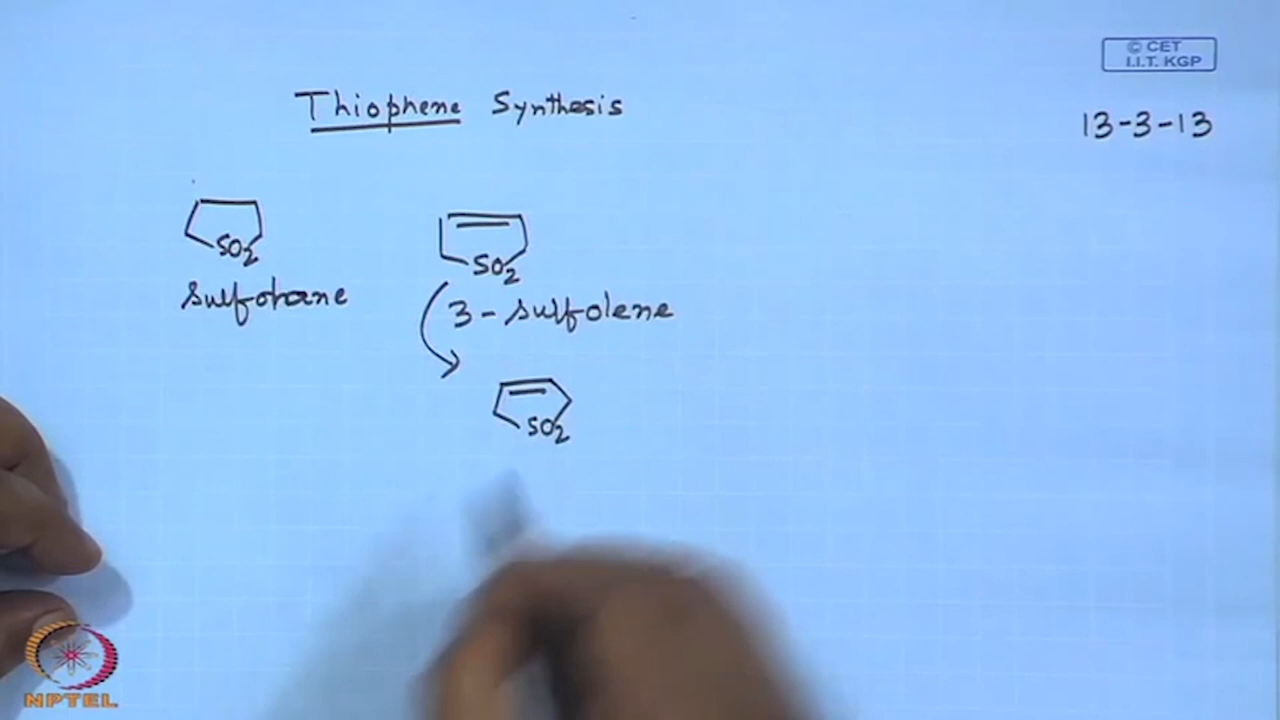 © CET
I.I.T. KGP
Thiophene Synthesis
13-3-13
SO2
SO2
sulfolane
3-sulfolene
SO2
NPTEL